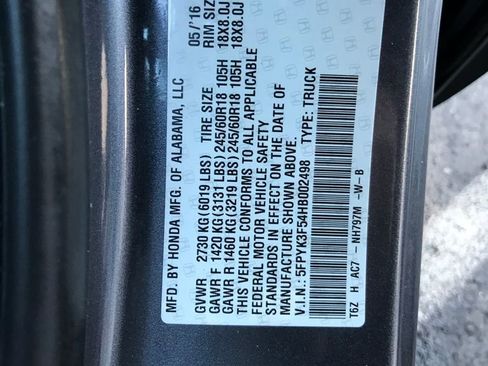 MFD. BY HONDA MFG. OF ALABAMA, LLC 05/'16
TIRE SIZE RIM SIZE
GVWR 2730 KG(6019 LBS)
GAWR F 1420 KG(3131 LBS) 245/60R18 105H 18X8.0J
GAWR R 1460 KG(3219 LBS) 245/60R18 105H 18X8.0J
THIS VEHICLE CONFORMS TO ALL APPLICABLE
FEDERAL MOTOR VEHICLE SAFETY
STANDARDS IN EFFECT ON THE DATE OF
MANUFACTURE SHOWN ABOVE.
V.I.N.: 5FPYK3F54HB002498 TYPE: TRUCK
T6Z H AC7 - NH797M -W-B